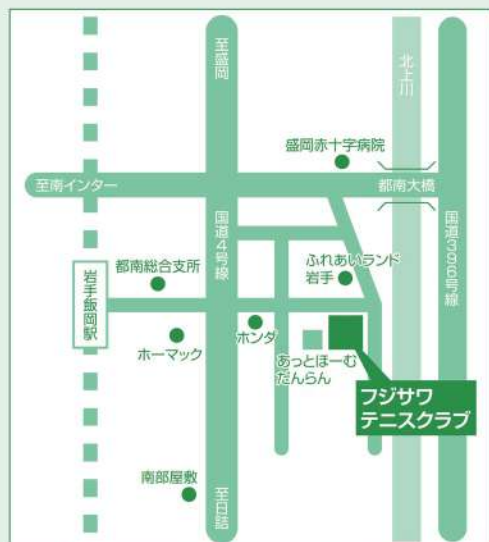 至盛岡
北上川
盛岡赤十字病院
至南インター
都南大橋
国道4号線
国道396号線
都南総合支所
ふれあいランド
岩手
岩手飯岡駅
ホーマック
ホンダ
あっとほーむ
だんらん
フジサワ
テニスクラブ
南部屋敷
至日詰